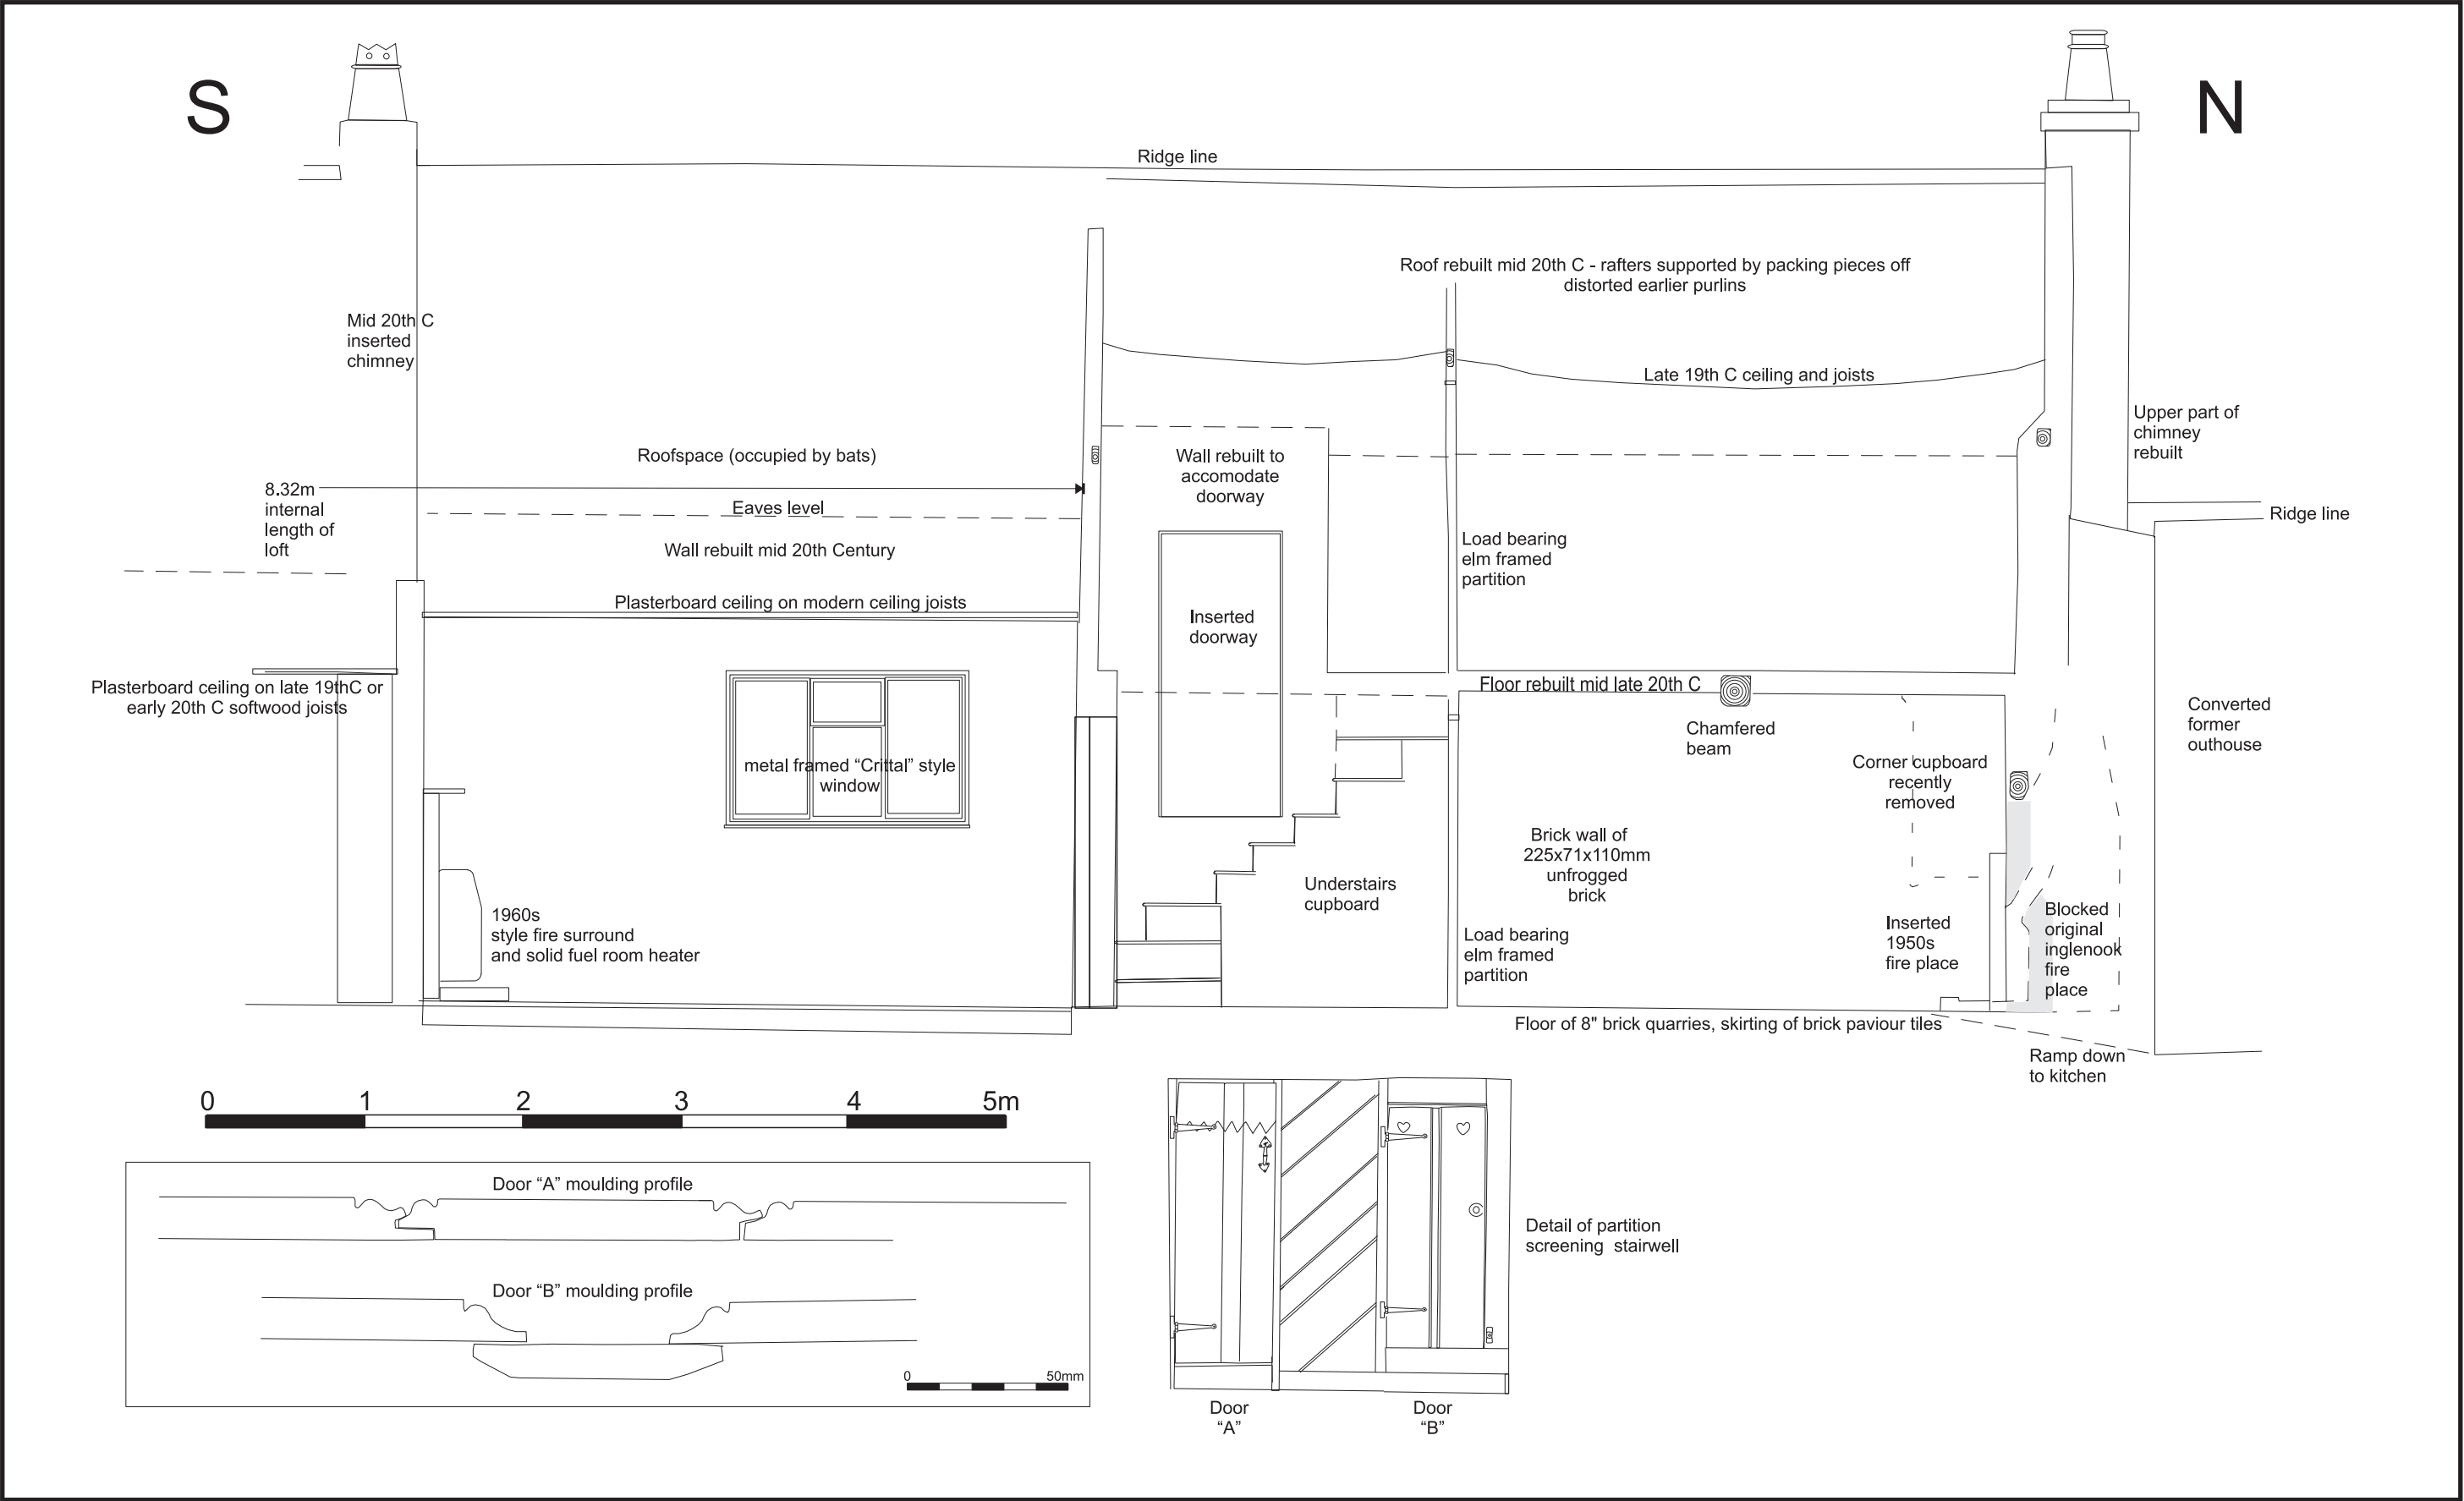 S
N
Ridge line
Roof rebuilt mid 20th C - rafters supported by packing pieces off
distorted earlier purlins
Mid 20th C
inserted
chimney
Late 19th C ceiling and joists
Upper part of
chimney
rebuilt
Roofspace (occupied by bats)
Wall rebuilt to
accomodate
doorway
8.32m
internal
length of
loft
Eaves level
Ridge line
Wall rebuilt mid 20th Century
Load bearing
elm framed
partition
Plasterboard ceiling on modern ceiling joists
Inserted
doorway
Plasterboard ceiling on late 19thC or
early 20th C softwood joists
Floor rebuilt mid late 20th C
Chamfered
beam
Converted
former
outhouse
metal framed “Crittal” style
window
Corner cupboard
recently
removed
Brick wall of
225x71x110mm
unfrogged
brick
Understairs
cupboard
1960s
style fire surround
and solid fuel room heater
Load bearing
elm framed
partition
Inserted
1950s
fire place
Blocked
original
inglenook
fire
place
Floor of 8" brick quarries, skirting of brick paviour tiles
Ramp down
to kitchen
0 1 2 3 4 5m
Door “A” moulding profile
Door “B” moulding profile
0 50mm
Detail of partition
screening stairwell
Door
“A”
Door
“B”